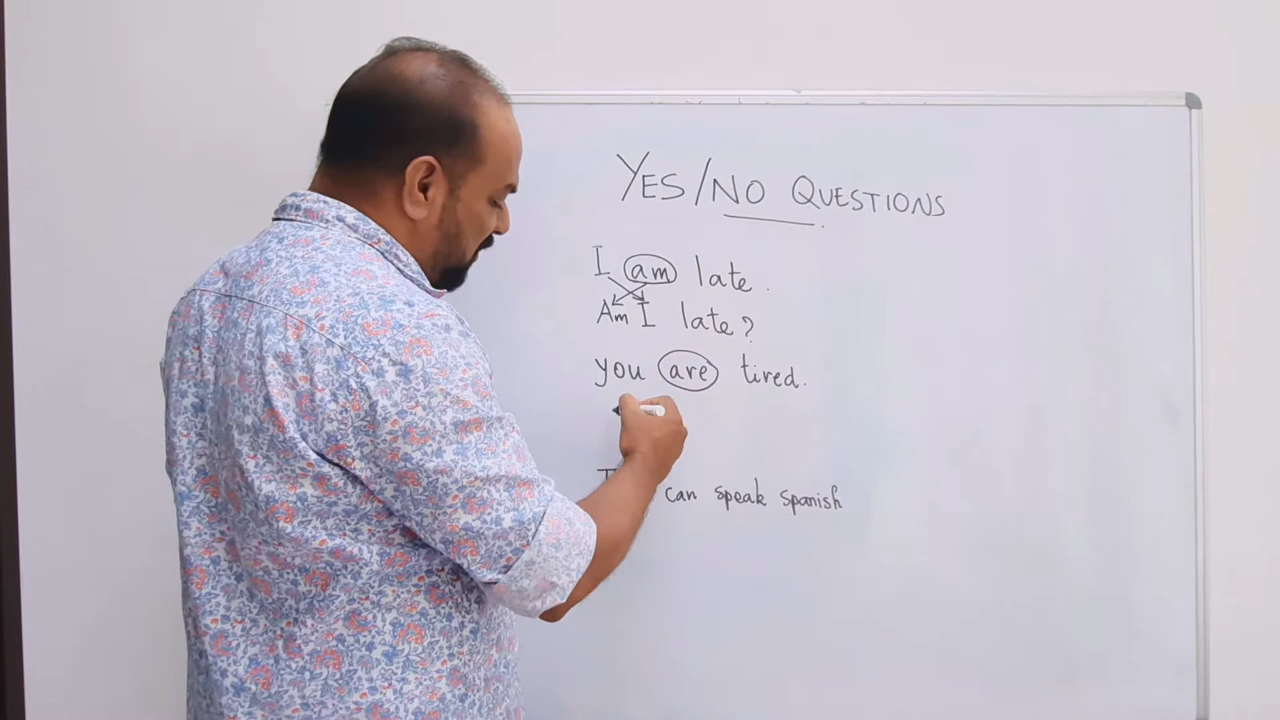 YES/NO QUESTIONS
I am late.
Am I late?
you are tired.
can speak spanish